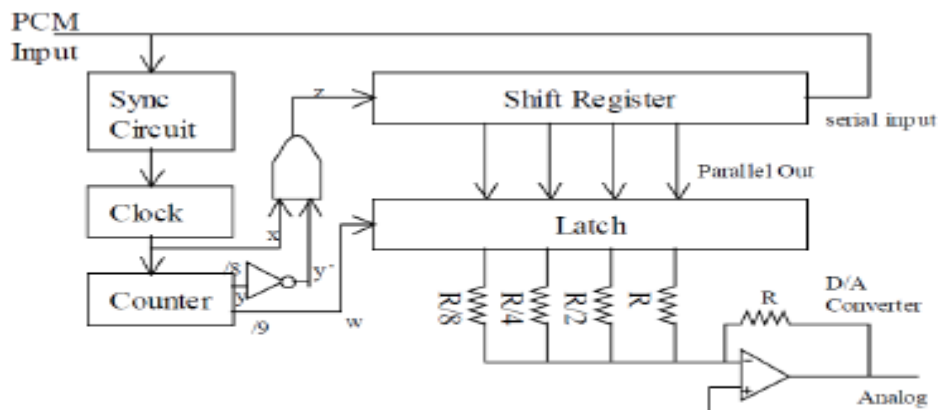 PCM
Input
Sync
Circuit
z
Shift Register
serial input
Parallel Out
Clock
Latch
x
/8
y
y'
Counter
/9
w
R/8
R/4
R/2
R
R
D/A
Converter
-
+
Analog